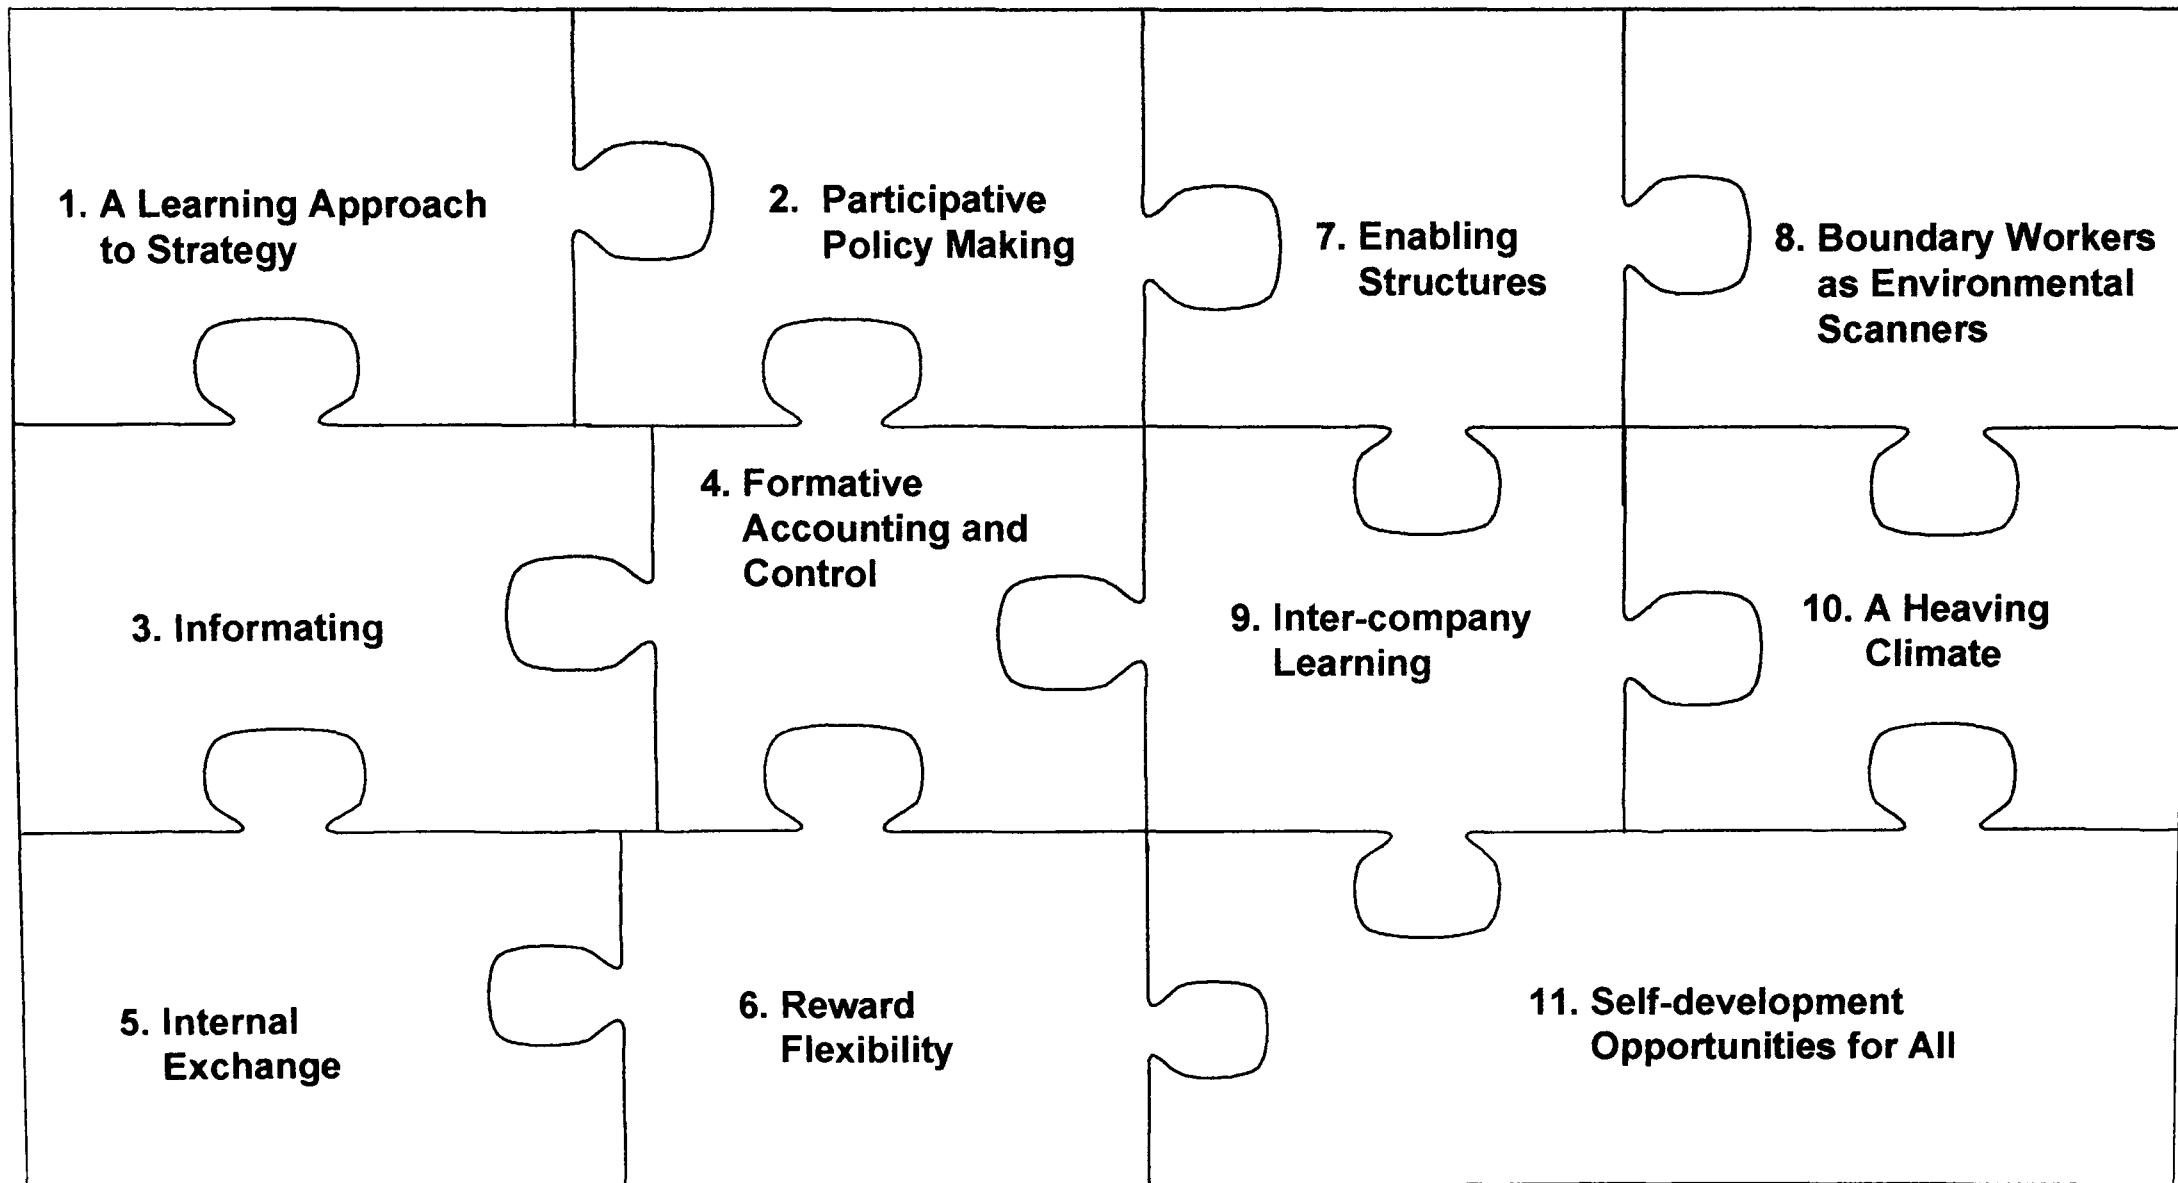 1. A Learning Approach
to Strategy
2. Participative
Policy Making
7. Enabling
Structures
8. Boundary Workers
as Environmental
Scanners
3. Informating
4. Formative
Accounting and
Control
9. Inter-company
Learning
10. A Heaving
Climate
5. Internal
Exchange
6. Reward
Flexibility
11. Self-development
Opportunities for All